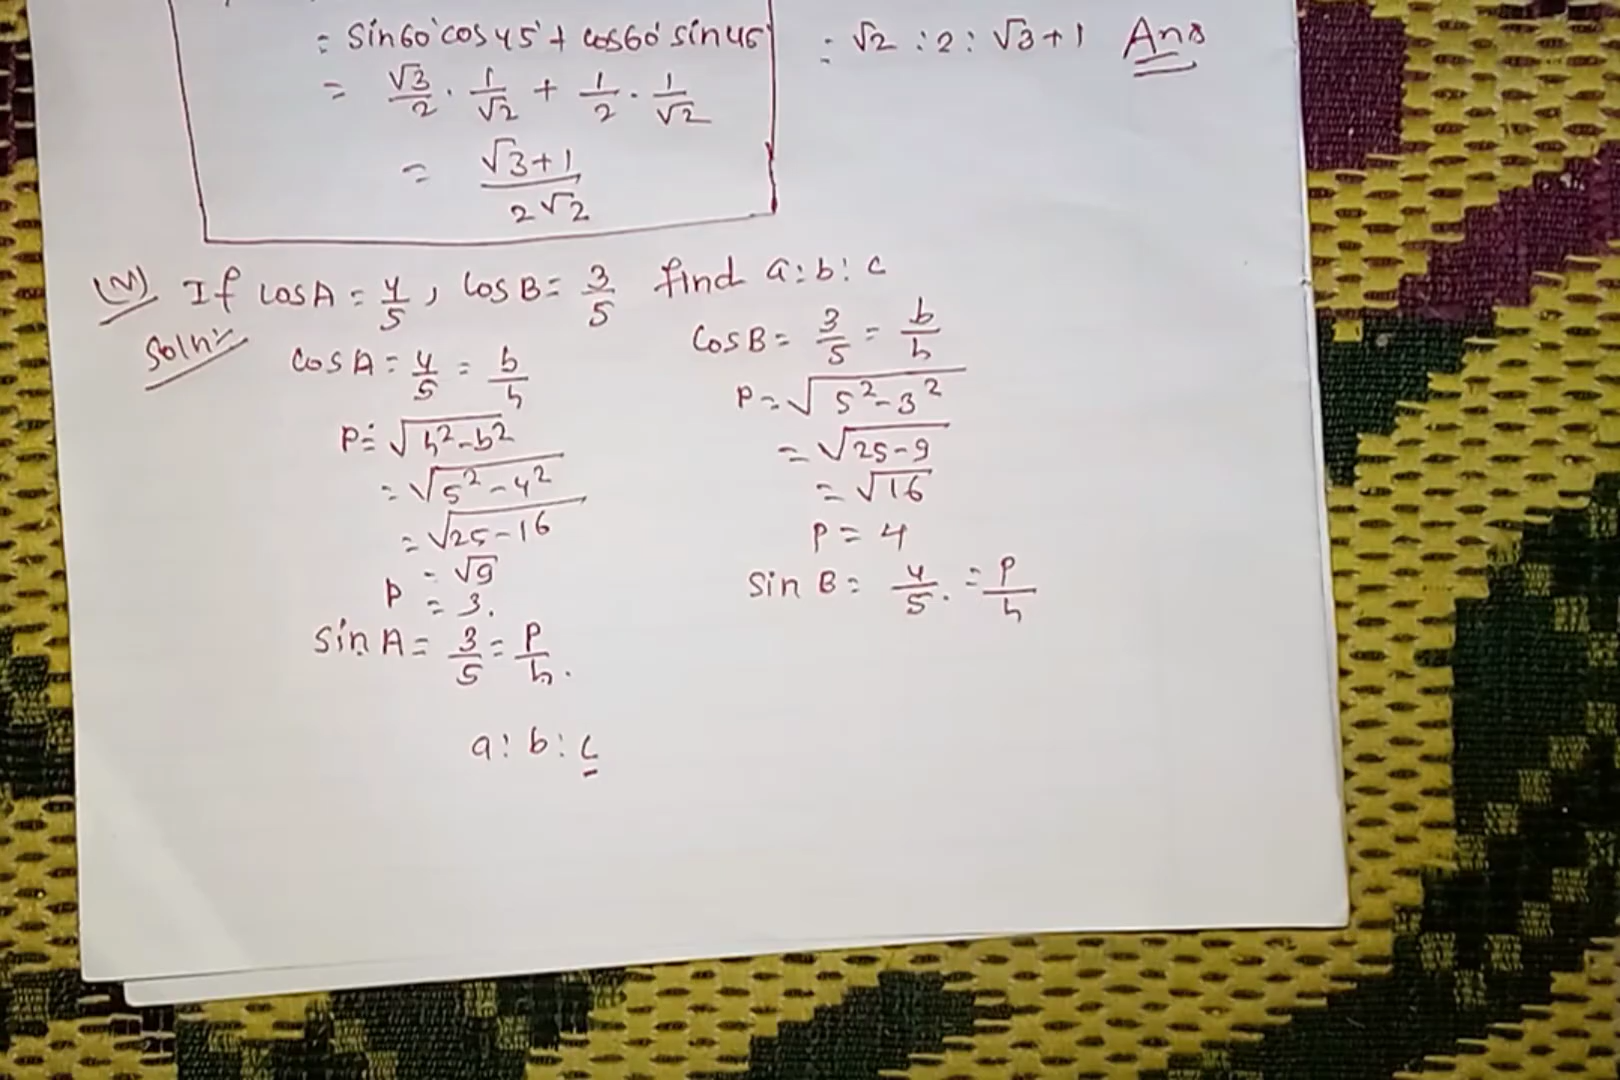 = sin60°cos45°+ cos60°sin45°
= √3/2 . 1/√2 + 1/2 . 1/√2
= √3+1/2√2
: √2 : 2 : √3+1 Ans
If cosA = 4/5, cosB = 3/5 find a:b:c
Soln:-
cosA = 4/5 = b/h
P = √h²-b²
= √5²-4²
= √25-16
= √9
p = 3.
sin A = 3/5 = P/h.
CosB = 3/5 = b/h
P = √5²-3²
= √25-9
= √16
P = 4
Sin B = 4/5. = P/h
a : b : c